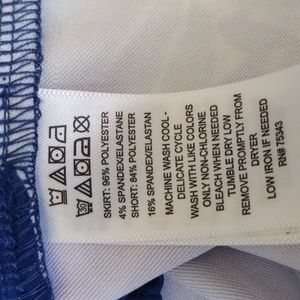 SKIRT: 96% POLYESTER
4% SPANDEX/ELASTANE
SHORT: 84% POLYESTER
16% SPANDEX/ELASTAN
MACHINE WASH COOL -
DELICATE CYCLE
WASH WITH LIKE COLORS
ONLY NON-CHLORINE
BLEACH WHEN NEEDED
TUMBLE DRY LOW
REMOVE PROMPTLY FROM
DRYER
LOW IRON IF NEEDED
RN# 75343